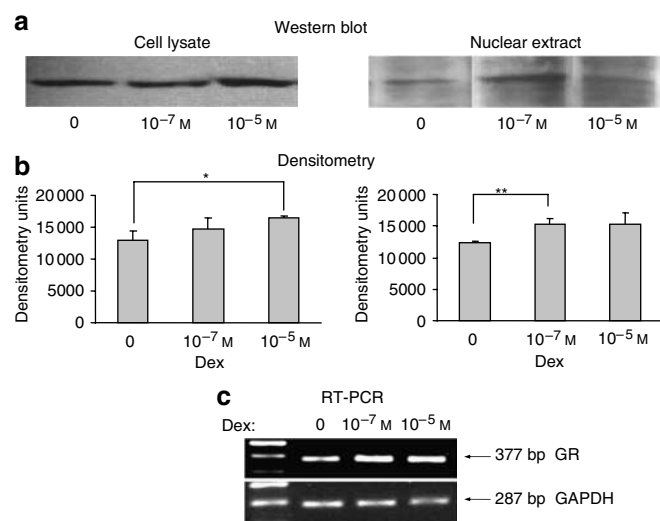 a
Western blot
Cell lysate
Nuclear extract
0 10⁻⁷ M 10⁻⁵ M
0 10⁻⁷ M 10⁻⁵ M
b
Densitometry
Densitometry units
20 000
15 000
10 000
5000
0
*
0 10⁻⁷ M 10⁻⁵ M
Dex
Densitometry units
20 000
15 000
10 000
5000
0
**
0 10⁻⁷ M 10⁻⁵ M
Dex
c
RT-PCR
Dex: 0 10⁻⁷ M 10⁻⁵ M
377 bp GR
287 bp GAPDH